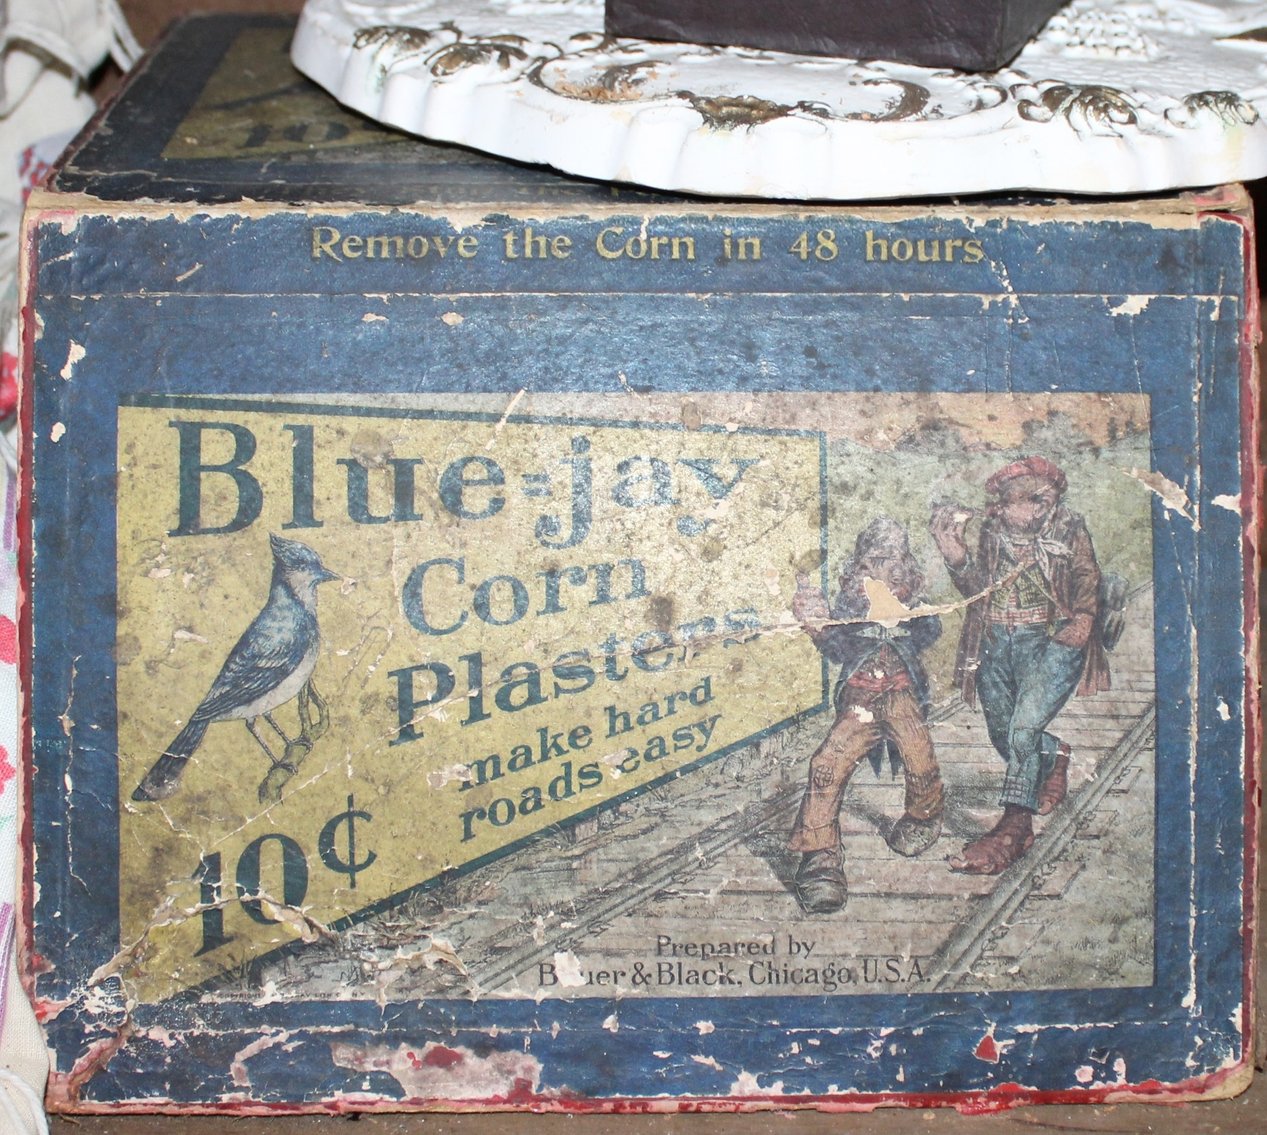 10
Remove the Corn in 48 hours
Blue=jay
Corn
Plasters
make hard
roads easy
10¢
Prepared by
& Black, Chicago, U.S.A.